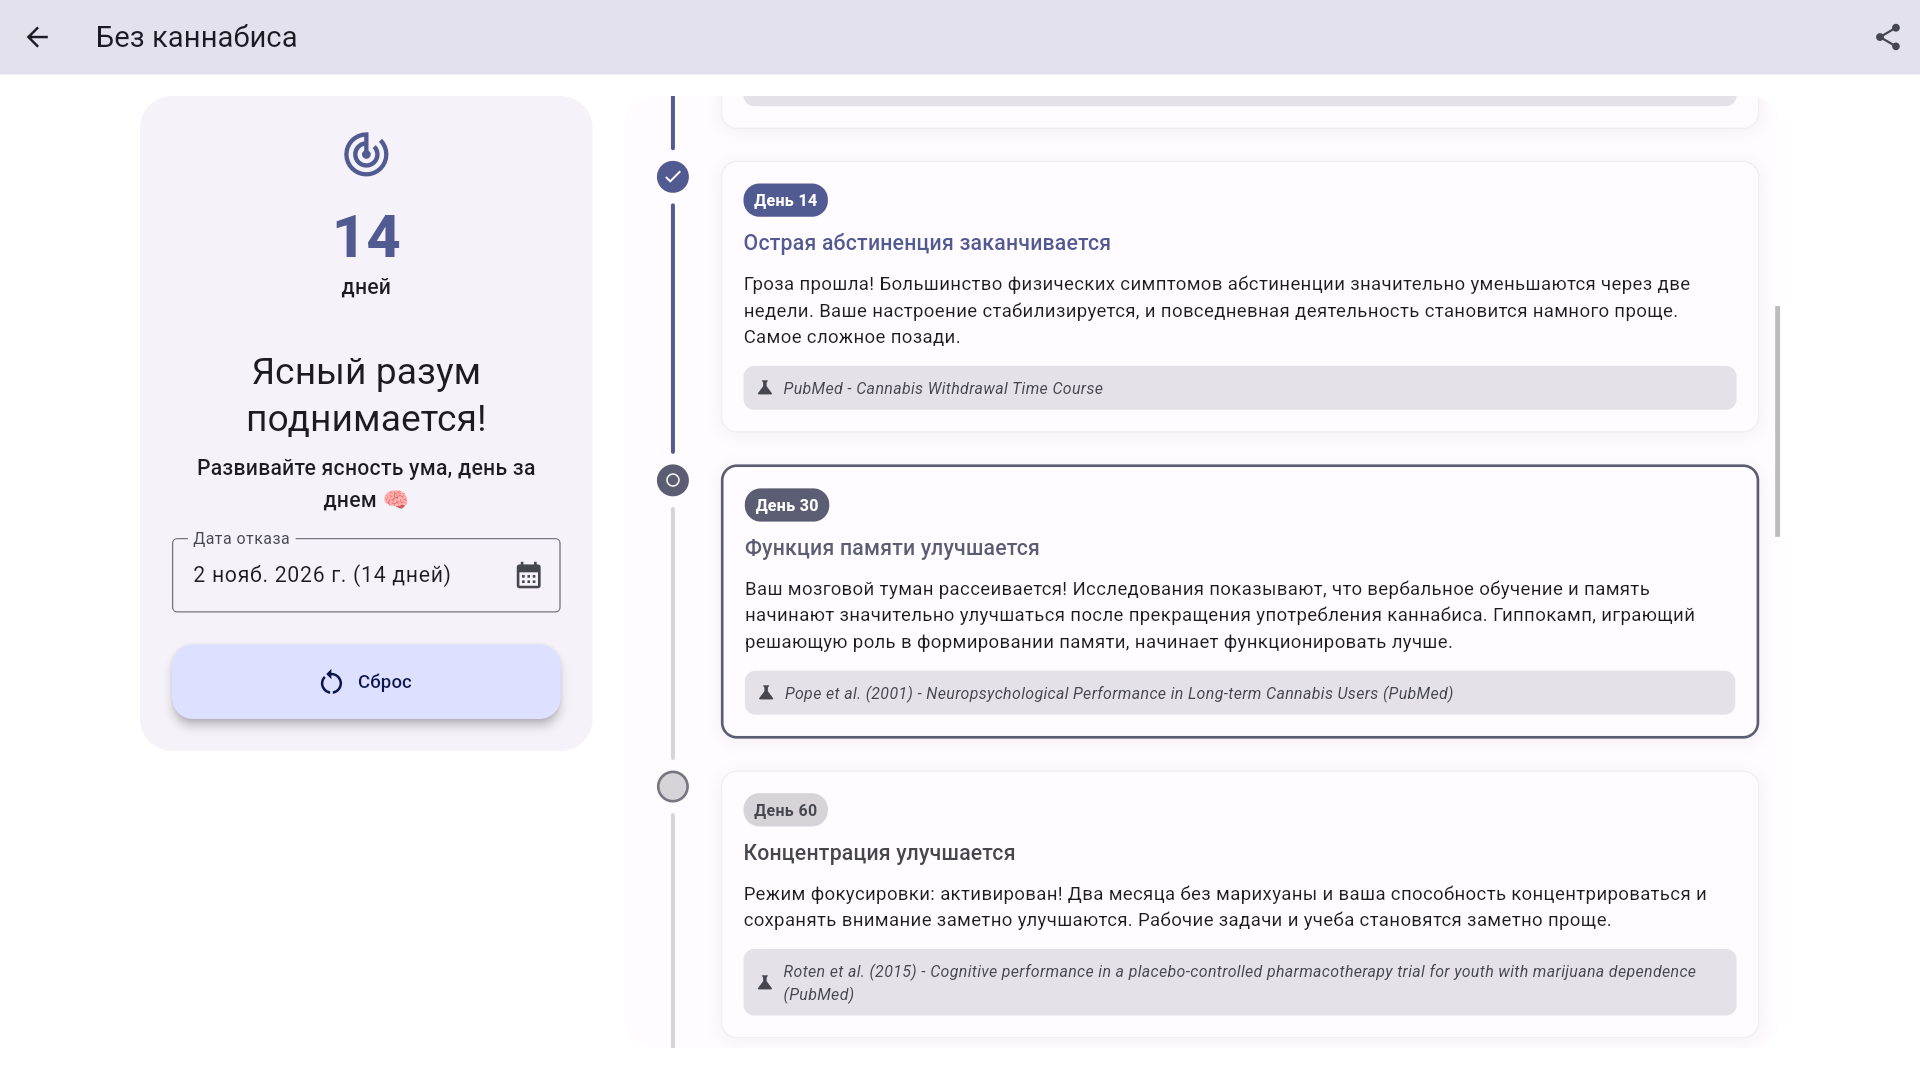 Без каннабиса
14
дней
Ясный разум
поднимается!
Развивайте ясность ума, день за
днем 🧠
Дата отказа
2 нояб. 2026 г. (14 дней)
Сброс
День 14
Острая абстиненция заканчивается
Гроза прошла! Большинство физических симптомов абстиненции значительно уменьшаются через две
недели. Ваше настроение стабилизируется, и повседневная деятельность становится намного проще.
Самое сложное позади.
PubMed - Cannabis Withdrawal Time Course
День 30
Функция памяти улучшается
Ваш мозговой туман рассеивается! Исследования показывают, что вербальное обучение и память
начинают значительно улучшаться после прекращения употребления каннабиса. Гиппокамп, играющий
решающую роль в формировании памяти, начинает функционировать лучше.
Pope et al. (2001) - Neuropsychological Performance in Long-term Cannabis Users (PubMed)
День 60
Концентрация улучшается
Режим фокусировки: активирован! Два месяца без марихуаны и ваша способность концентрироваться и
сохранять внимание заметно улучшаются. Рабочие задачи и учеба становятся заметно проще.
Roten et al. (2015) - Cognitive performance in a placebo-controlled pharmacotherapy trial for youth with marijuana dependence
(PubMed)